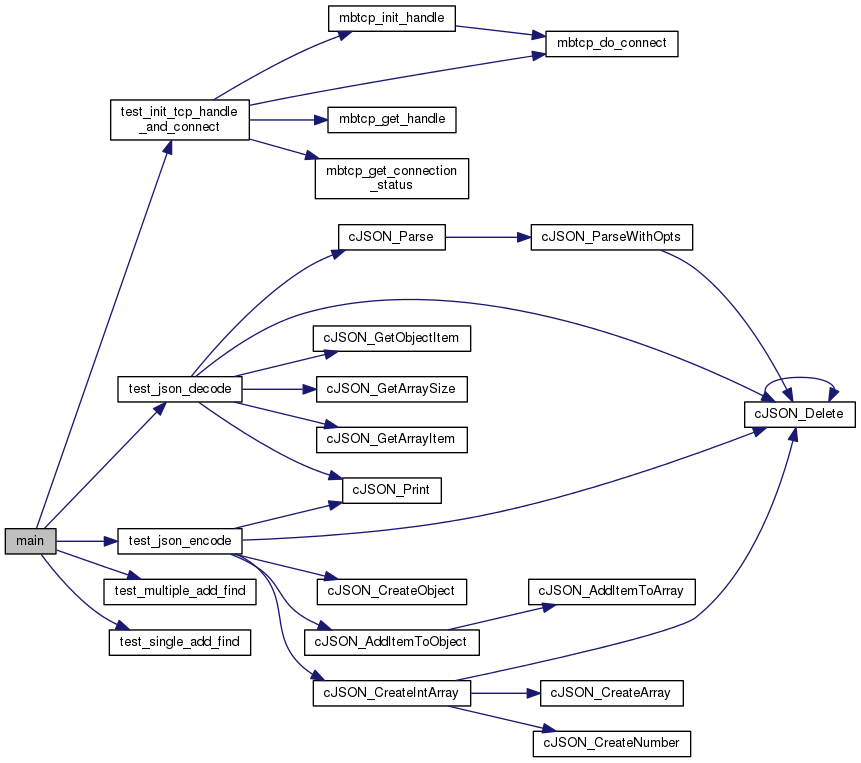 mbtcp_init_handle
mbtcp_do_connect
test_init_tcp_handle
_and_connect
mbtcp_get_handle
mbtcp_get_connection
_status
cJSON_Parse
cJSON_ParseWithOpts
cJSON_GetObjectItem
test_json_decode
cJSON_GetArraySize
cJSON_Delete
cJSON_GetArrayItem
cJSON_Print
main
test_json_encode
test_multiple_add_find
cJSON_CreateObject
cJSON_AddItemToArray
test_single_add_find
cJSON_AddItemToObject
cJSON_CreateIntArray
cJSON_CreateArray
cJSON_CreateNumber